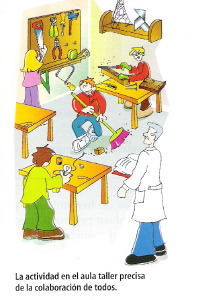 La actividad en el aula taller precisa
de la colaboración de todos.